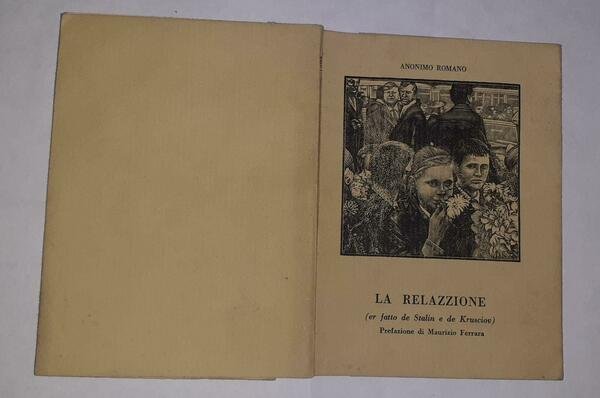 ANONIMO ROMANO
LA RELAZZIONE
(er fatto de Stalin e de Krusciov)
Prefazione di Maurizio Ferrara